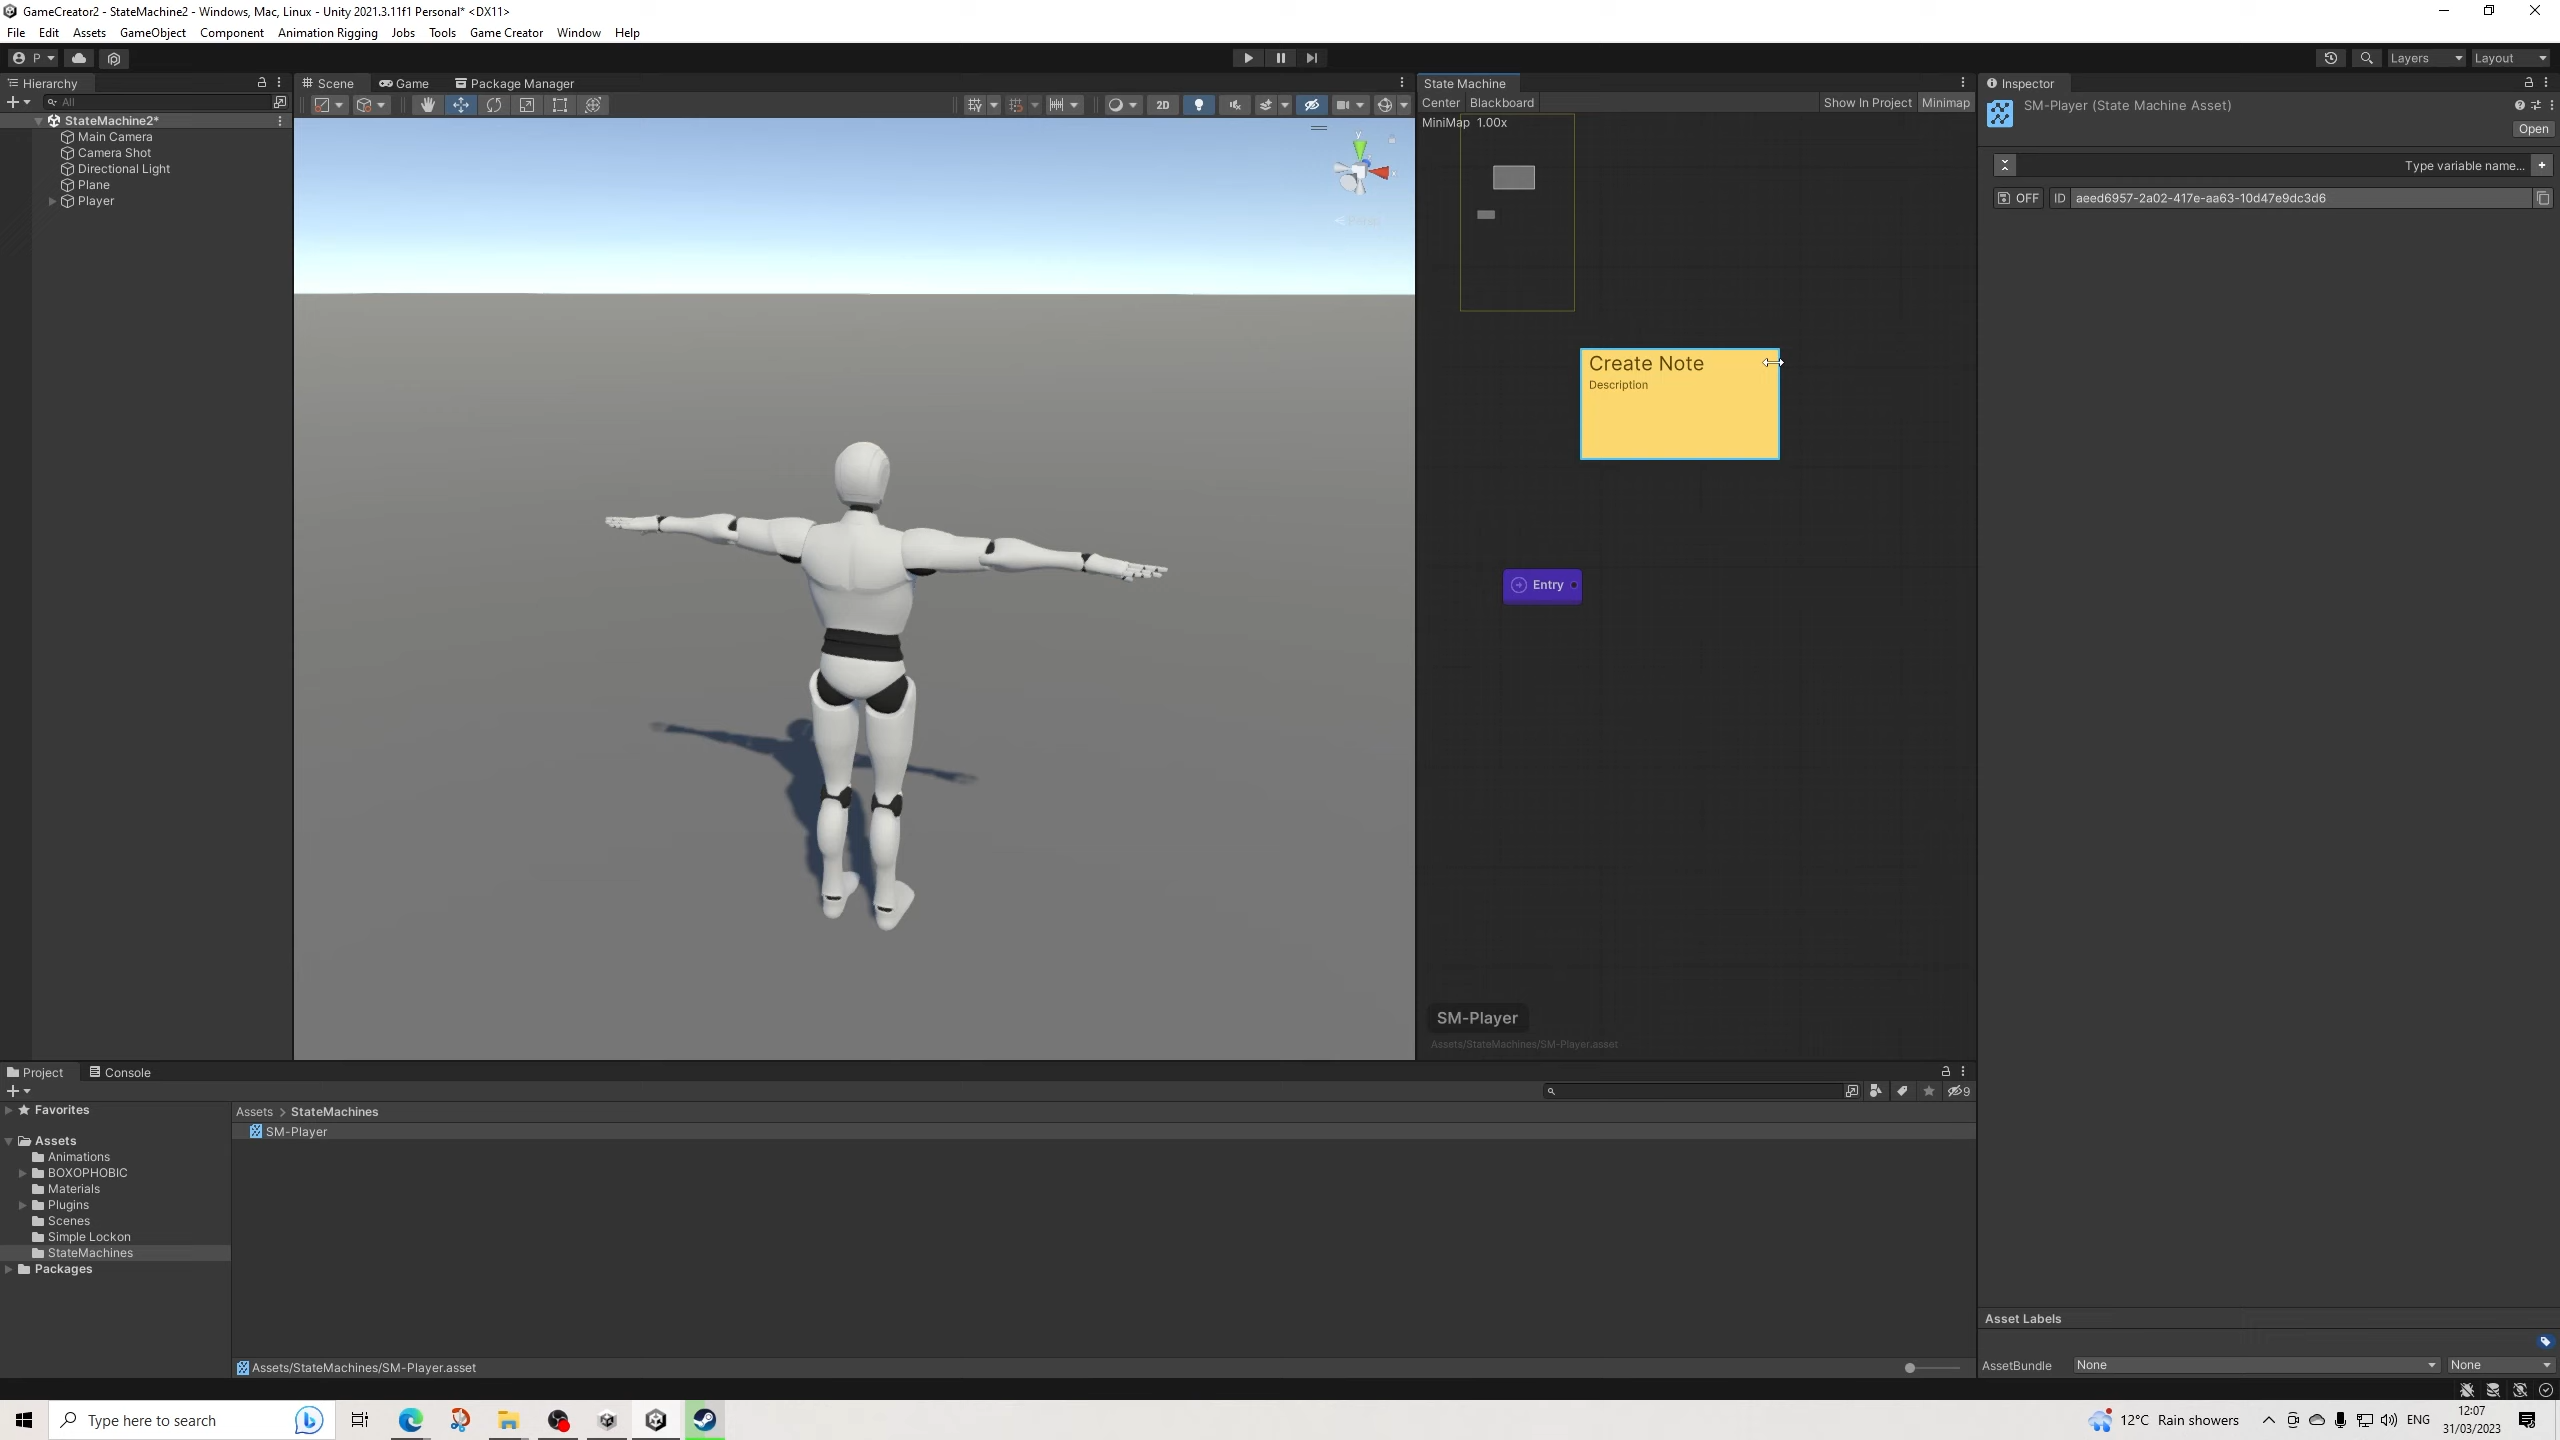 GameCreator2 - StateMachine2 - Windows, Mac, Linux - Unity 2021.3.11f1 Personal* <DX11>
File Edit Assets GameObject Component Animation Rigging Jobs Tools Game Creator Window Help
P
Layers Layout
Hierarchy
All
StateMachine2*
Main Camera
Camera Shot
Directional Light
Plane
Player
Scene Game Package Manager
2D
y
State Machine
Center Blackboard Show In Project Minimap
MiniMap 1.00x
Create Note
Description
Entry
SM-Player
Assets/StateMachines/SM-Player.asset
Inspector
SM-Player (State Machine Asset)
Open
Type variable name...
OFF ID aeed6957-2a02-417e-aa63-10d47e9dc3d6
Asset Labels
AssetBundle None None
Project Console
9
Favorites
Assets
Animations
BOXOPHOBIC
Materials
Plugins
Scenes
Simple Lockon
StateMachines
Packages
Assets > StateMachines
SM-Player
Assets/StateMachines/SM-Player.asset
Type here to search
12°C Rain showers
ENG
12:07
31/03/2023